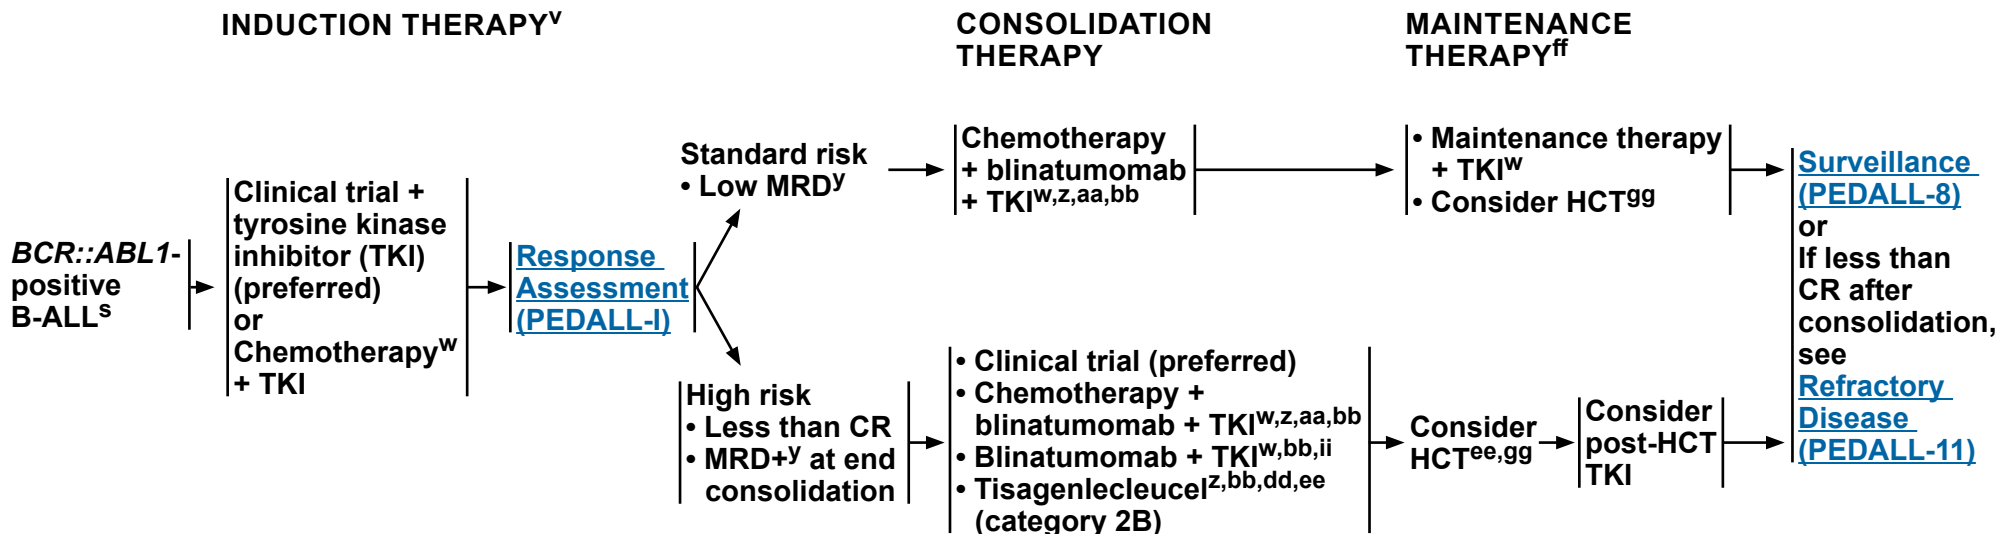 INDUCTION THERAPYv
CONSOLIDATION
THERAPY
MAINTENANCE
THERAPYff
BCR::ABL1-
positive
B-ALLs
Clinical trial +
tyrosine kinase
inhibitor (TKI)
(preferred)
or
Chemotherapyw
+ TKI
Response
Assessment
(PEDALL-I)
Standard risk
• Low MRDy
Chemotherapy
+ blinatumomab
+ TKIw,z,aa,bb
• Maintenance therapy
+ TKIw
• Consider HCTgg
High risk
• Less than CR
• MRD+y at end
consolidation
• Clinical trial (preferred)
• Chemotherapy +
blinatumomab + TKIw,z,aa,bb
• Blinatumomab + TKIw,bb,ii
• Tisagenlecleucelz,bb,dd,ee
(category 2B)
Consider
HCTee,gg
Consider
post-HCT
TKI
Surveillance
(PEDALL-8)
or
If less than
CR after
consolidation,
see
Refractory
Disease
(PEDALL-11)